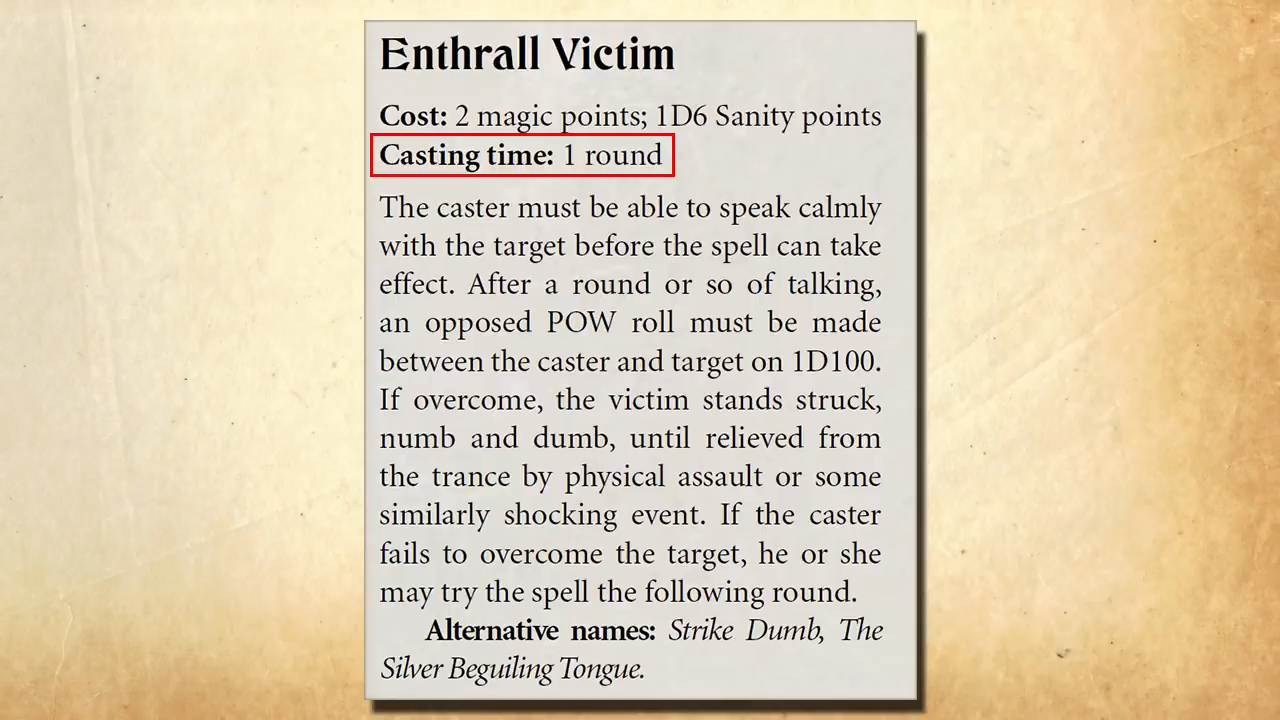 Enthrall Victim
Cost: 2 magic points; 1D6 Sanity points
Casting time: 1 round
The caster must be able to speak calmly
with the target before the spell can take
effect. After a round or so of talking,
an opposed POW roll must be made
between the caster and target on 1D100.
If overcome, the victim stands struck,
numb and dumb, until relieved from
the trance by physical assault or some
similarly shocking event. If the caster
fails to overcome the target, he or she
may try the spell the following round.
Alternative names: Strike Dumb, The
Silver Beguiling Tongue.